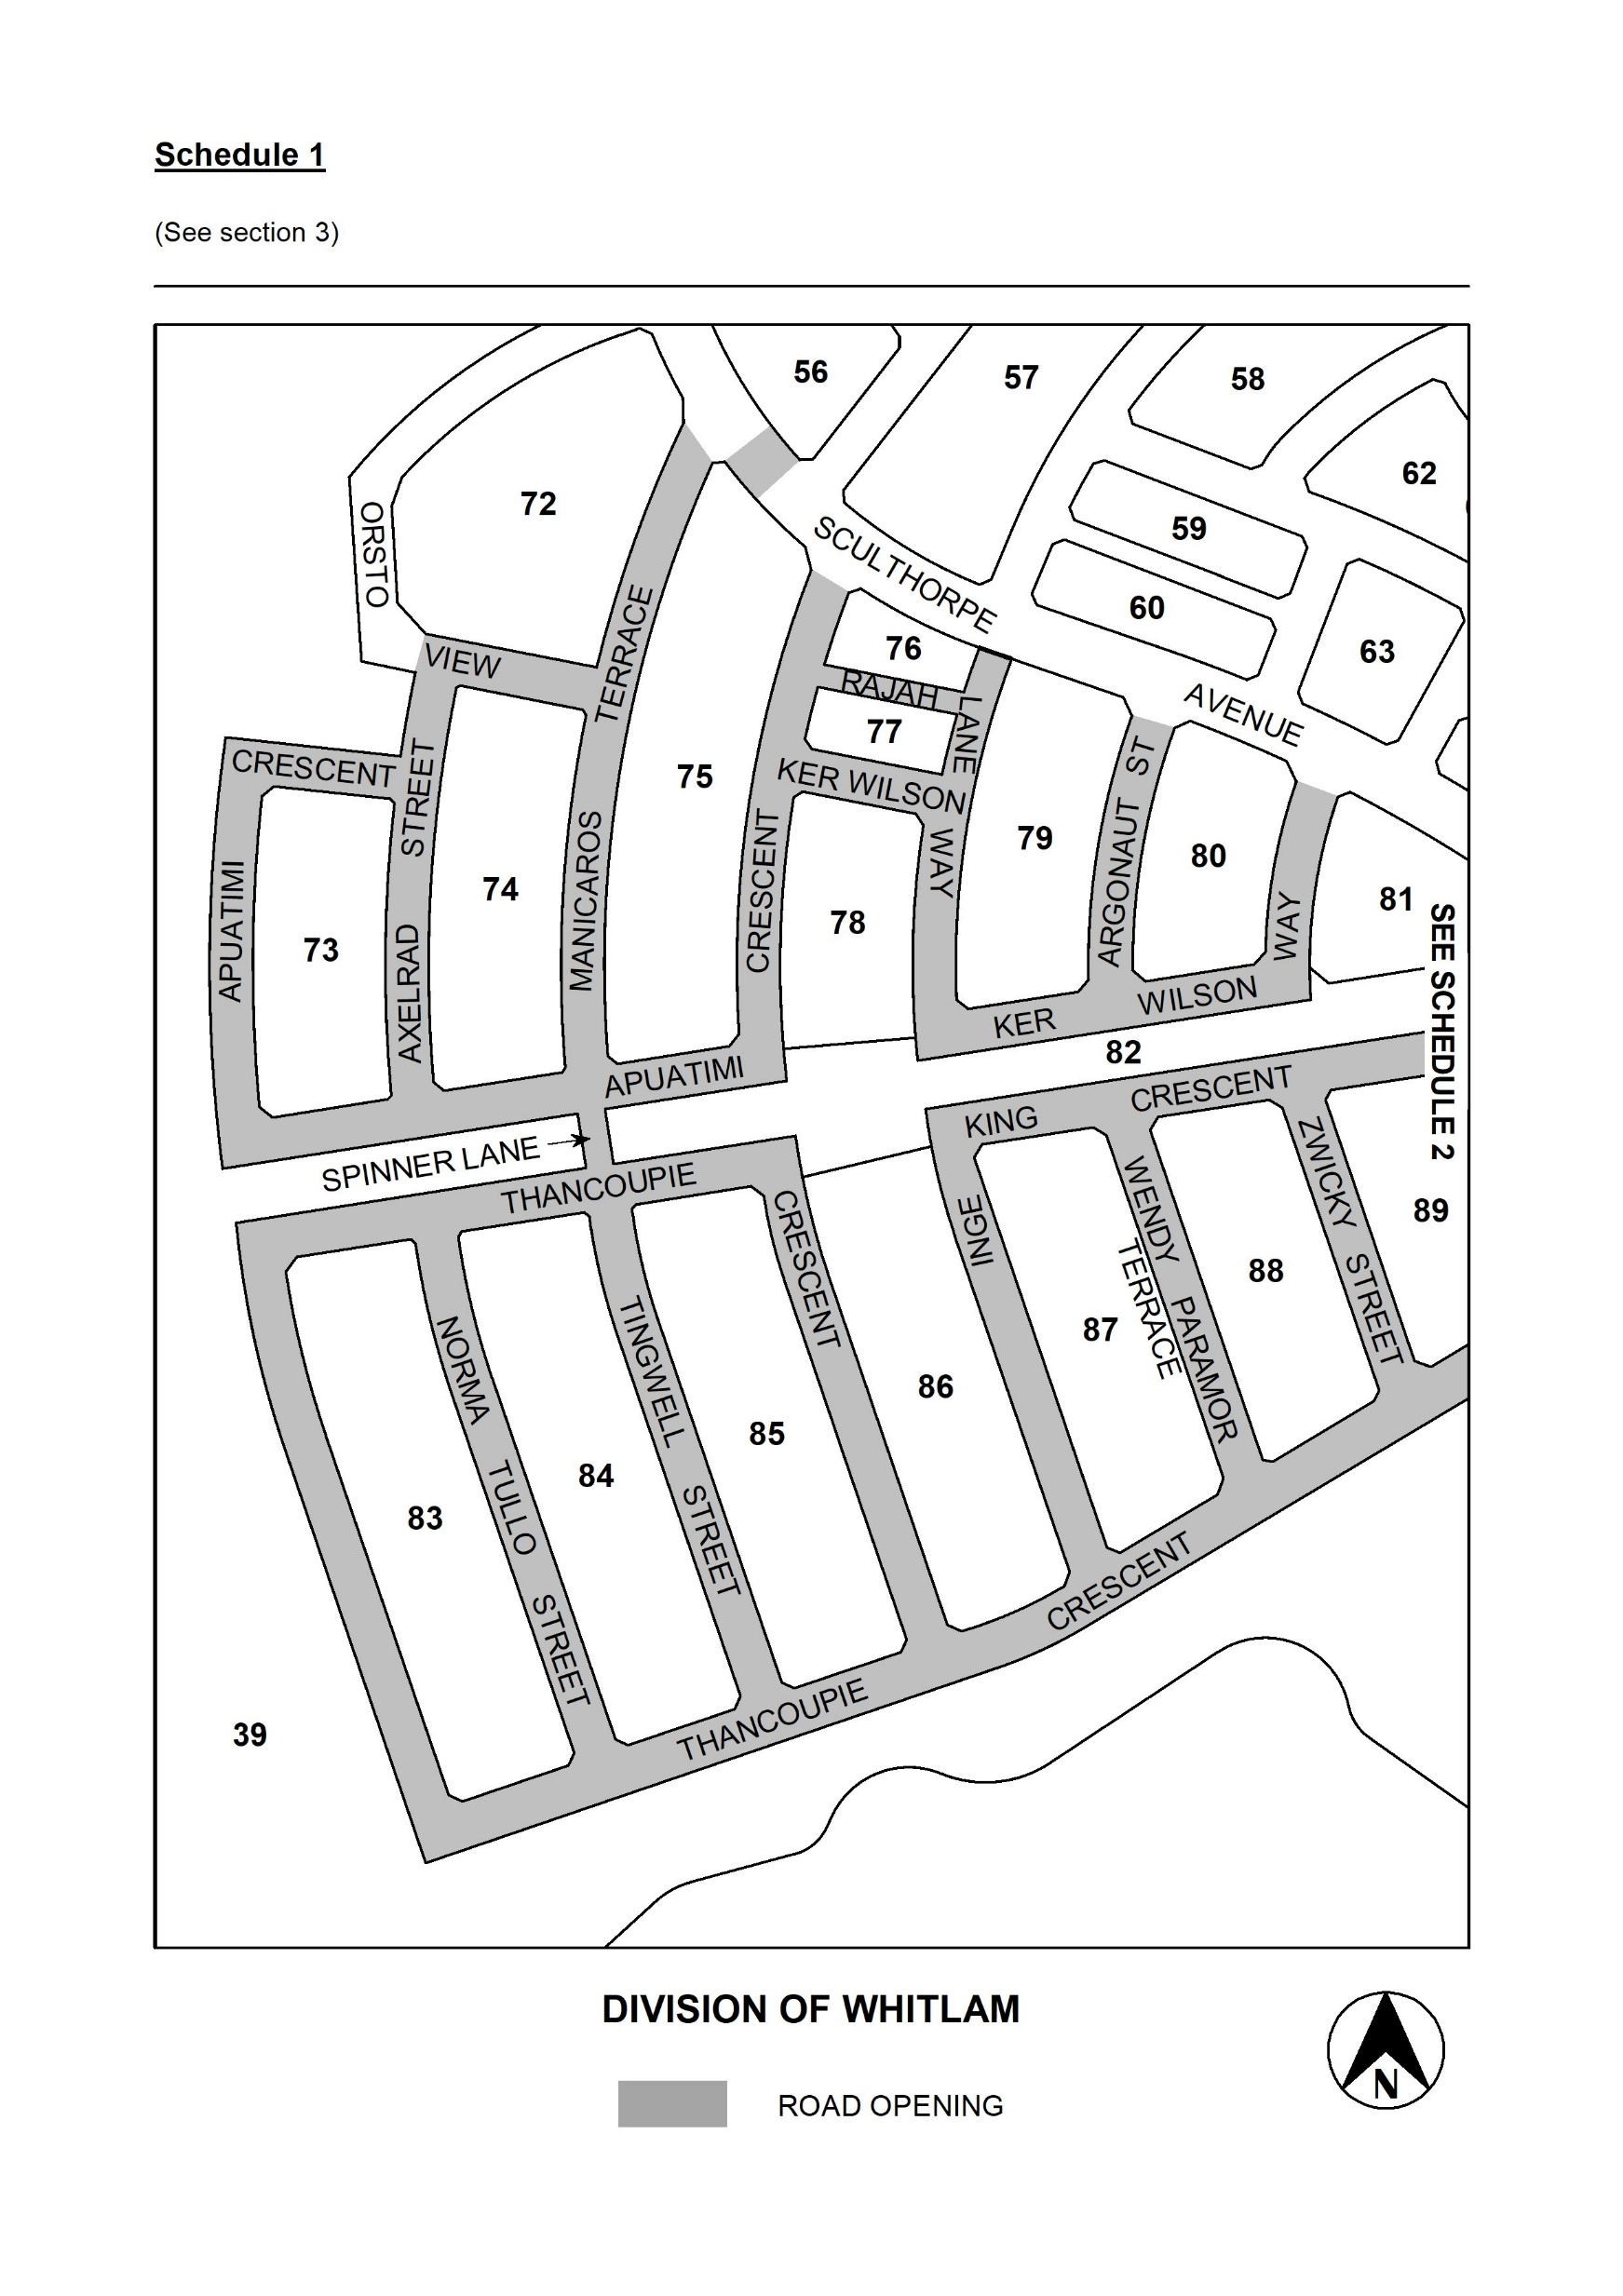 Schedule 1
(See section 3)
56
57
58
62
72
ORSTO
59
SCULTHORPE
60
63
VIEW
TERRACE
76
RAJAH
LANE
77
AVENUE
CRESCENT
STREET
75
KER WILSON
ST
79
80
74
MANICAROS
CRESCENT
78
WAY
ARGONAUT
81
WAY
APUATIMI
73
AXELRAD
KER
WILSON
SEE SCHEDULE 2
82
APUATIMI
KING
CRESCENT
SPINNER LANE
THANCOUPIE
CRESCENT
INGE
WENDY
PARAMOR
TERRACE
ZWICKY
STREET
89
88
87
86
85
84
83
NORMA
TULLO
STREET
TINGWELL
STREET
CRESCENT
THANCOUPIE
39
DIVISION OF WHITLAM
ROAD OPENING
N